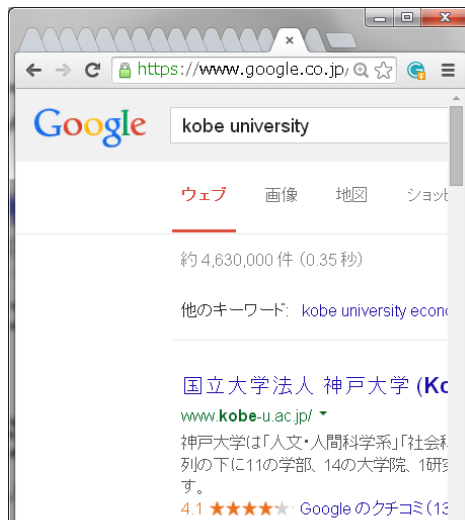 https://www.google.co.jp/
Google
kobe university
ウェブ 画像 地図 ショッ
約 4,630,000 件 (0.35 秒)
他のキーワード: kobe university econ
国立大学法人 神戸大学 (Ko
www.kobe-u.ac.jp/
神戸大学は「人文・人間科学系」「社会科
列の下に11の学部、14の大学院、1研
す。
4.1 ★★★★★ Google のクチコミ (13